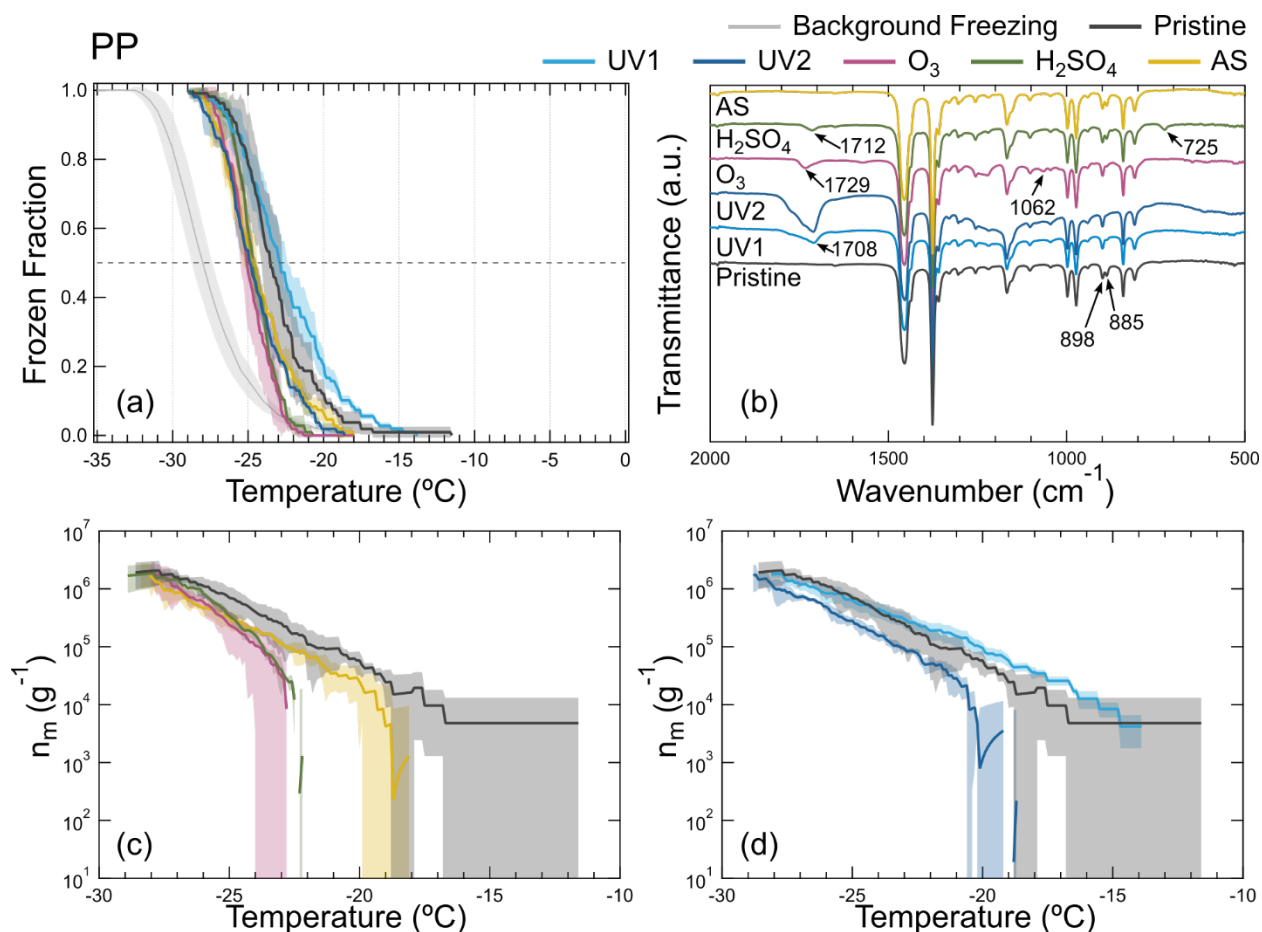 PP
Background Freezing Pristine
UV1 UV2 O3 H2SO4 AS
1.0
0.8
0.6
0.4
0.2
0.0
Frozen Fraction
(a)
-35 -30 -25 -20 -15 -10 -5 0
Temperature (ºC)
AS
H2SO4
O3
UV2
UV1
Pristine
1712
725
1729
1062
1708
898
885
Transmittance (a.u.)
(b)
2000 1500 1000 500
Wavenumber (cm-1)
10^7
10^6
10^5
10^4
10^3
10^2
10^1
nm (g-1)
(c)
-30 -25 -20 -15 -10
Temperature (ºC)
10^7
10^6
10^5
10^4
10^3
10^2
10^1
nm (g-1)
(d)
-30 -25 -20 -15 -10
Temperature (ºC)